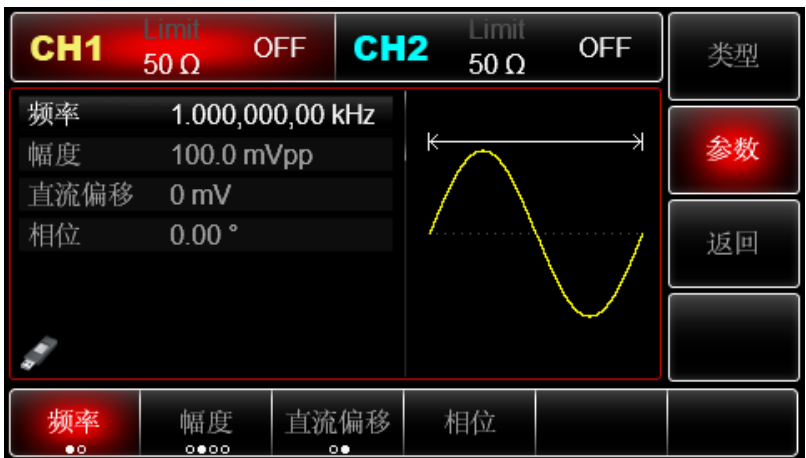 CH1 Limit 50 Ω OFF
CH2 Limit 50 Ω OFF
类型
频率 1.000,000,00 kHz
幅度 100.0 mVpp
直流偏移 0 mV
相位 0.00 °
参数
返回
频率 幅度 直流偏移 相位